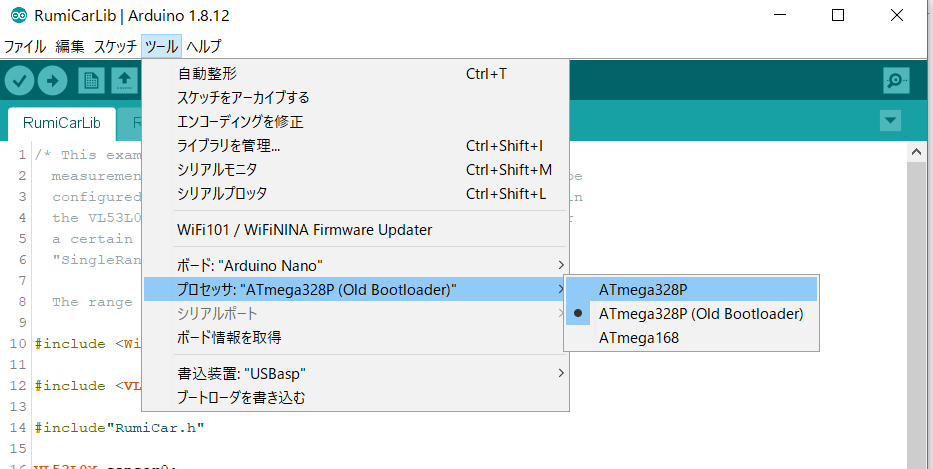 RumiCarLib | Arduino 1.8.12
ファイル 編集 スケッチ ツール ヘルプ
自動整形 Ctrl+T
スケッチをアーカイブする
エンコーディングを修正
ライブラリを管理... Ctrl+Shift+I
シリアルモニタ Ctrl+Shift+M
シリアルプロッタ Ctrl+Shift+L
WiFi101 / WiFiNINA Firmware Updater
ボード: "Arduino Nano"
プロセッサ: "ATmega328P (Old Bootloader)"
シリアルポート
ボード情報を取得
書込装置: "USBasp"
ブートローダを書き込む
ATmega328P
ATmega328P (Old Bootloader)
ATmega168
RumiCarLib R
1 /* This exam
2 measuremen
3 configured in
4 the VL53L0
5 a certain
6 "SingleRan
7
8 The range
9
10 #include <Wi
11
12 #include <VL
13
14 #include"RumiCar.h"
15
16 VL53L0X sensor0;